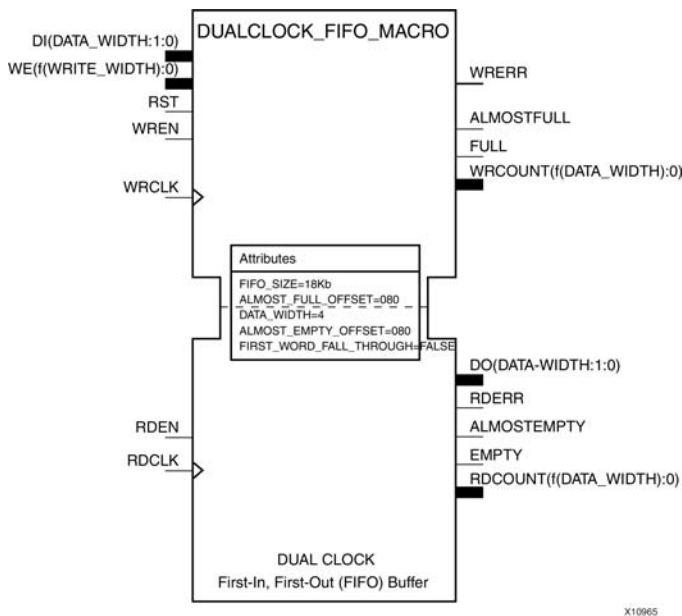 DUALCLOCK_FIFO_MACRO
DI(DATA_WIDTH:1:0)
WE(f(WRITE_WIDTH):0)
RST
WREN
WRCLK
WRERR
ALMOSTFULL
FULL
WRCOUNT(f(DATA_WIDTH):0)
Attributes
FIFO_SIZE=18Kb
ALMOST_FULL_OFFSET=080
DATA_WIDTH=4
ALMOST_EMPTY_OFFSET=080
FIRST_WORD_FALL_THROUGH=FALSE
RDEN
RDCLK
DO(DATA-WIDTH:1:0)
RDERR
ALMOSTEMPTY
EMPTY
RDCOUNT(f(DATA_WIDTH):0)
DUAL CLOCK
First-In, First-Out (FIFO) Buffer
X10965